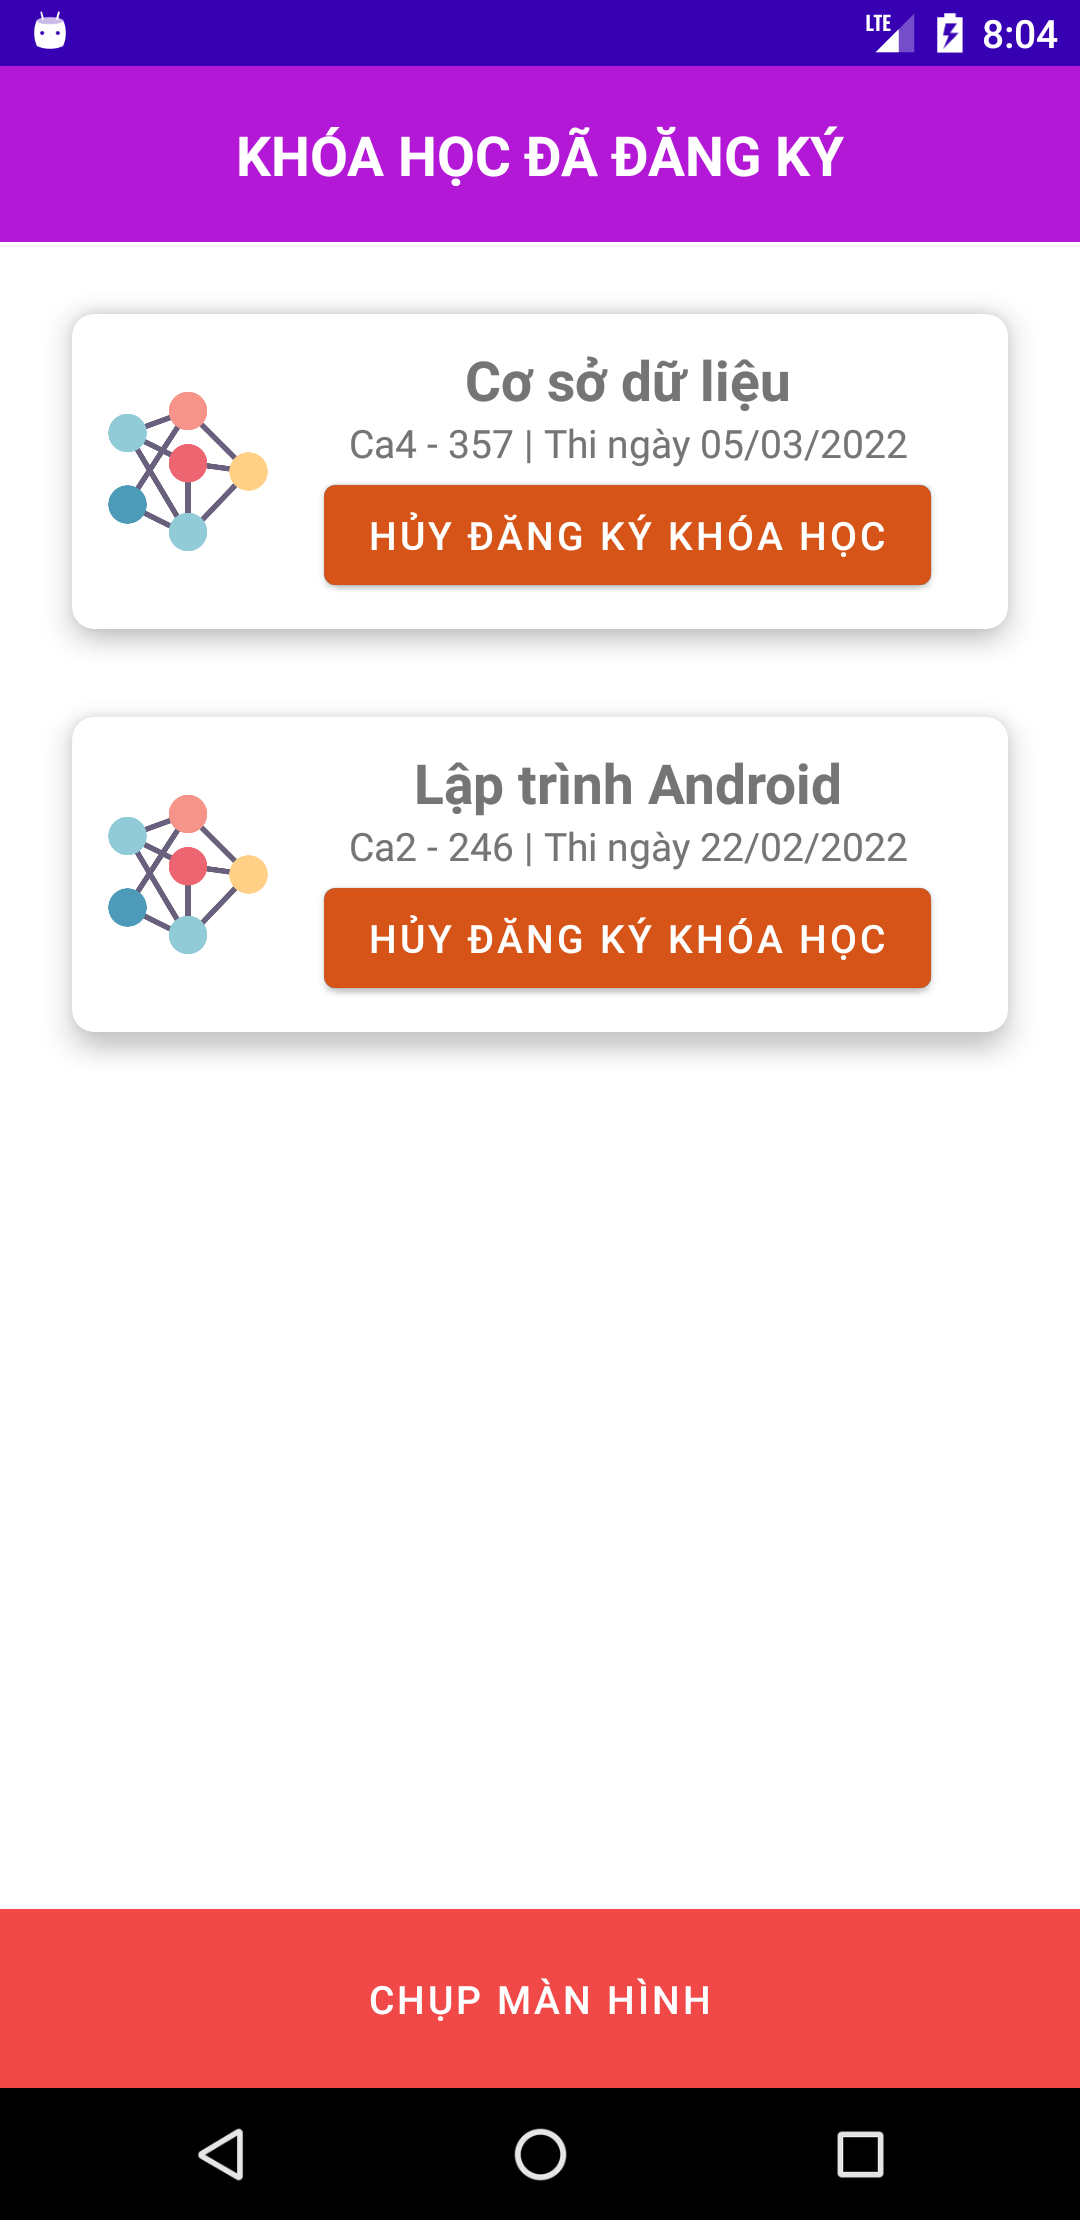 LTE 8:04
KHÓA HỌC ĐÃ ĐĂNG KÝ
Cơ sở dữ liệu
Ca4 - 357 | Thi ngày 05/03/2022
HỦY ĐĂNG KÝ KHÓA HỌC
Lập trình Android
Ca2 - 246 | Thi ngày 22/02/2022
HỦY ĐĂNG KÝ KHÓA HỌC
CHỤP MÀN HÌNH